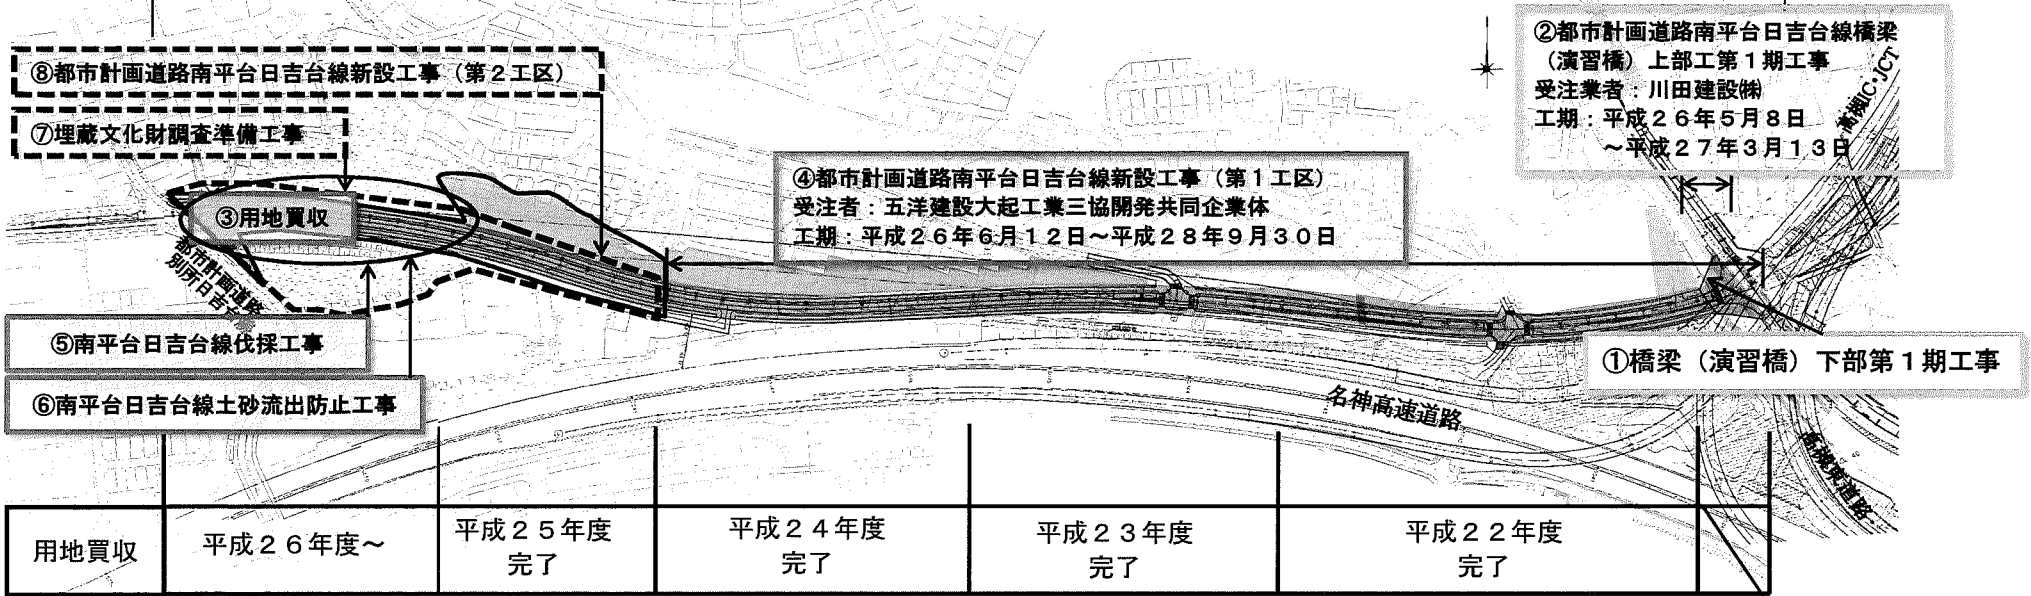 ⑧都市計画道路南平台日吉台線新設工事（第２工区）
⑦埋蔵文化財調査準備工事
③用地買収
都市計画道路
別所日吉台
⑤南平台日吉台線伐採工事
⑥南平台日吉台線土砂流出防止工事
④都市計画道路南平台日吉台線新設工事（第１工区）
受注者：五洋建設大起工業三協開発共同企業体
工期：平成２６年６月１２日～平成２８年９月３０日
②都市計画道路南平台日吉台線橋梁
（演習橋）上部工第１期工事
受注業者：川田建設㈱
工期：平成２６年５月８日
～平成２７年３月１３日
高槻IC・JCT
①橋梁（演習橋）下部第１期工事
名神高速道路
高槻東道路
用地買収
平成２６年度～
平成２５年度
完了
平成２４年度
完了
平成２３年度
完了
平成２２年度
完了